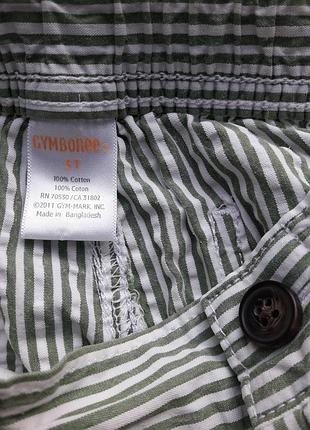 GYMBOREE
5T
100% Cotton
100% Coton
RN 70530 / CA 31802
©2011 GYM-MARK, INC.
Made in Bangladesh